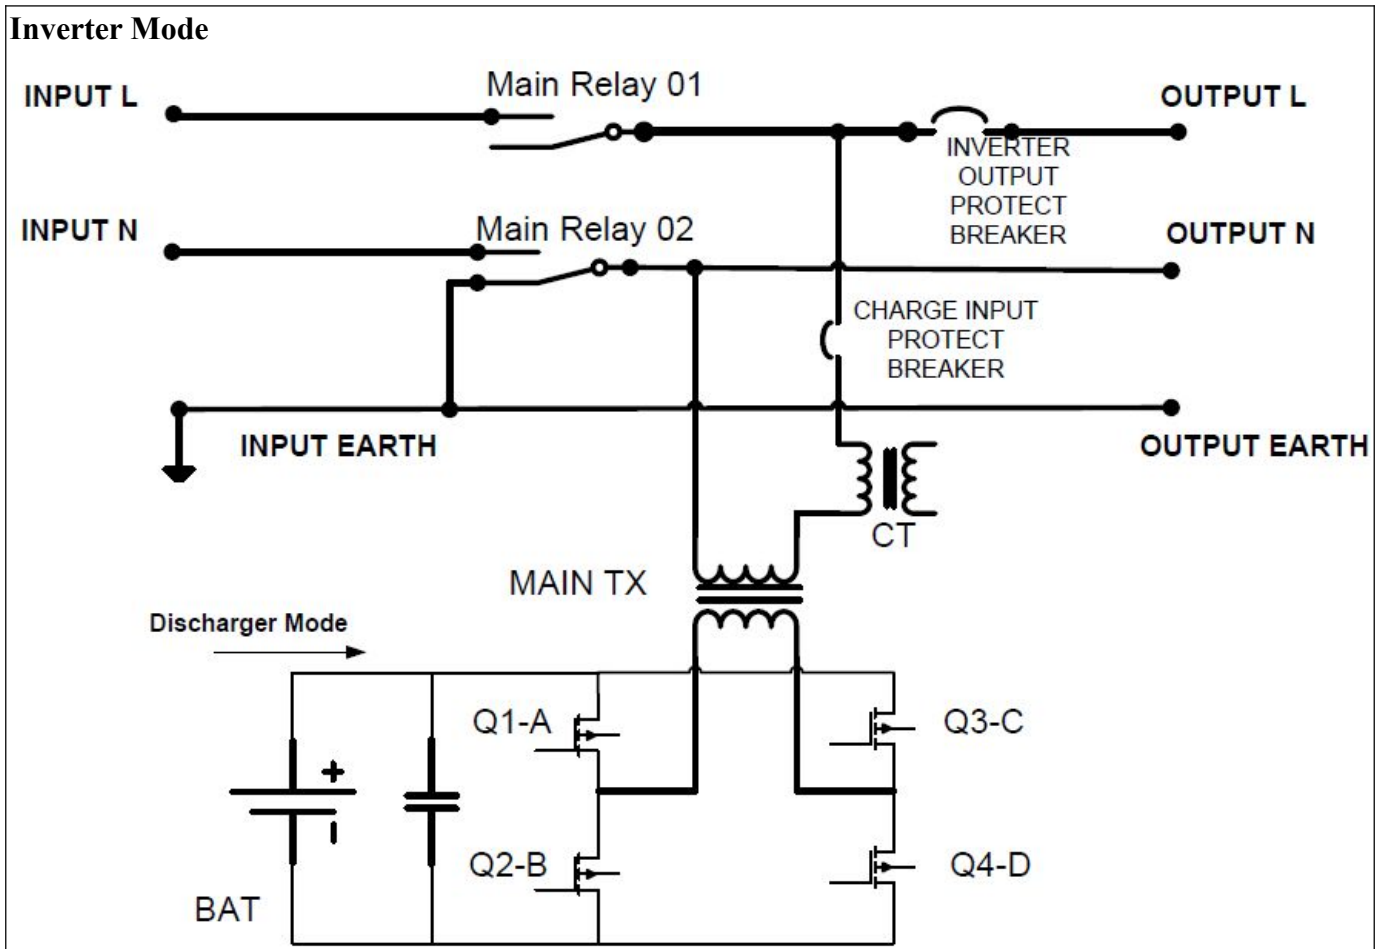 Inverter Mode
Main Relay 01
INPUT L
OUTPUT L
INVERTER
OUTPUT
PROTECT
BREAKER
INPUT N
Main Relay 02
OUTPUT N
CHARGE INPUT
PROTECT
BREAKER
INPUT EARTH
OUTPUT EARTH
CT
MAIN TX
Discharger Mode
Q1-A
Q3-C
+
-
Q2-B
Q4-D
BAT